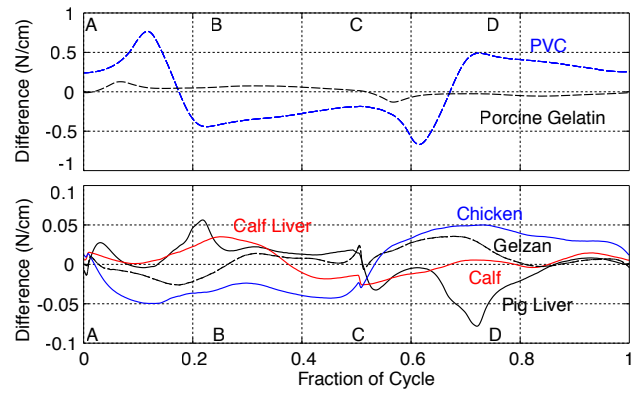 1
A
B
C
D
PVC
0.5
0
Porcine Gelatin
-0.5
-1
Difference (N/cm)
0.1
Chicken
0.05
Calf Liver
Gelzan
0
Calf
-0.05
Pig Liver
A
B
C
D
-0.1
Difference (N/cm)
0 0.2 0.4 0.6 0.8 1
Fraction of Cycle